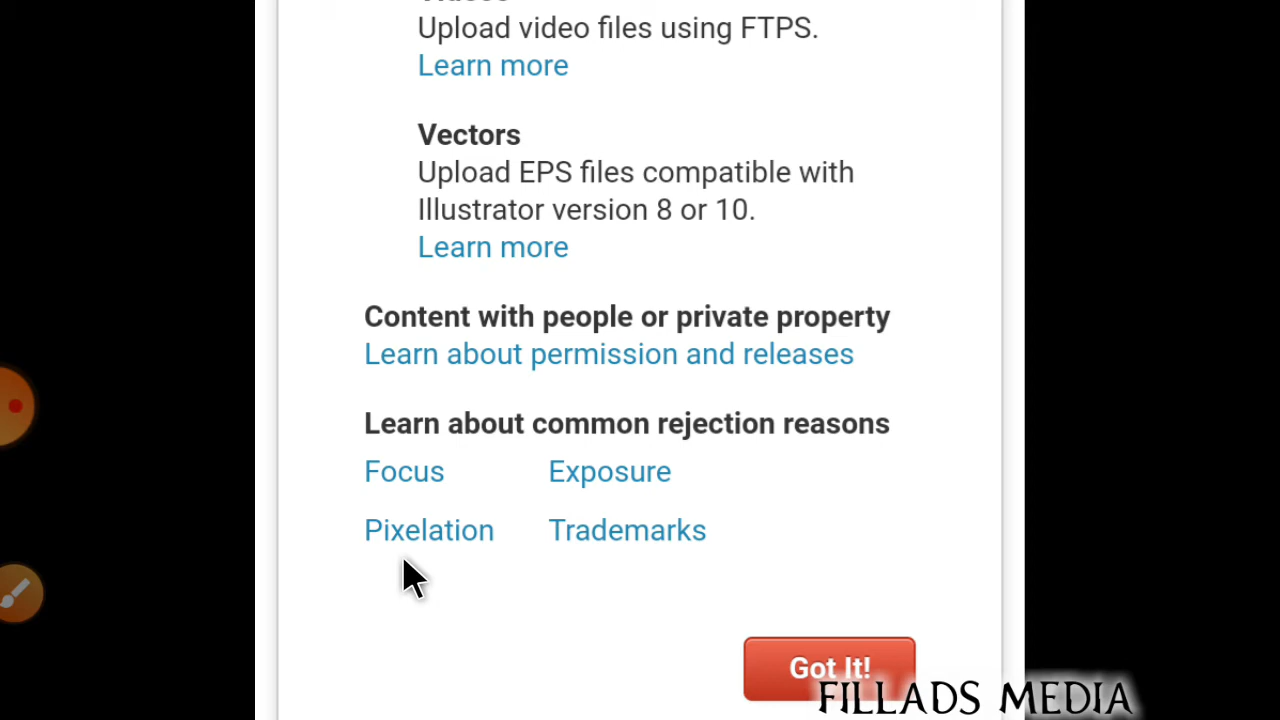 Upload video files using FTPS.
Learn more
Vectors
Upload EPS files compatible with
Illustrator version 8 or 10.
Learn more
Content with people or private property
Learn about permission and releases
Learn about common rejection reasons
Focus Exposure
Pixelation Trademarks
Got It!
FILLADS MEDIA